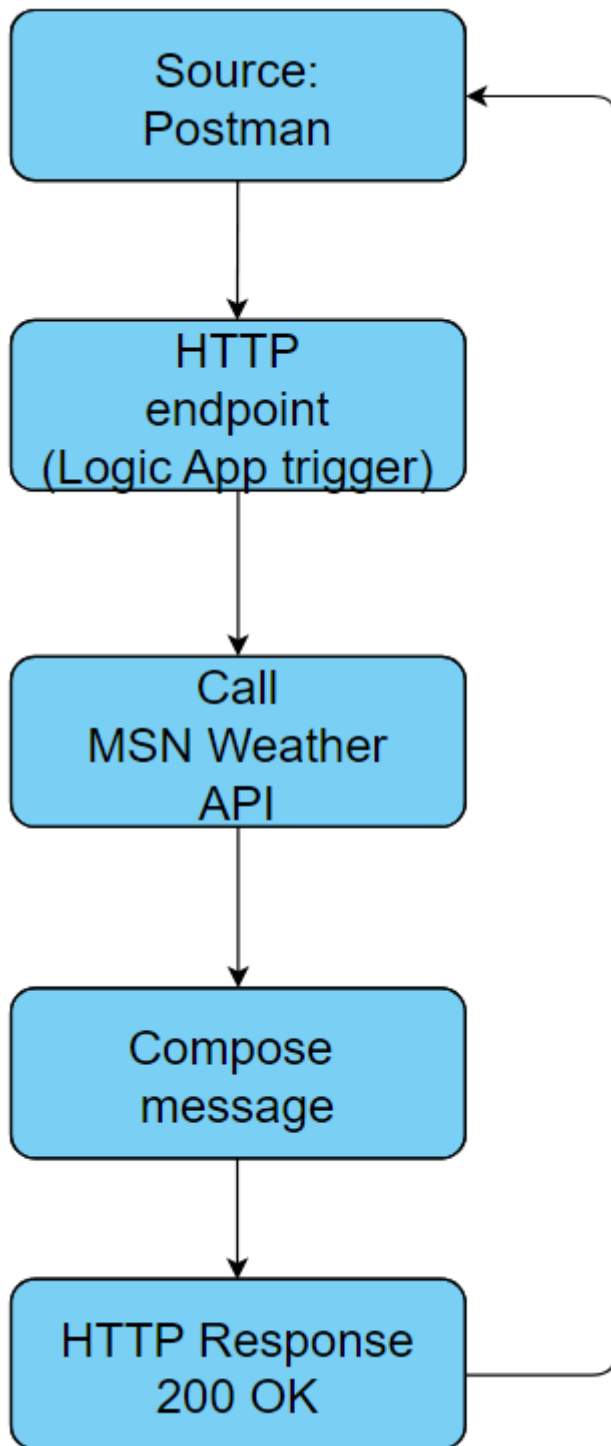 Source:
Postman
HTTP
endpoint
(Logic App trigger)
Call
MSN Weather
API
Compose
message
HTTP Response
200 OK